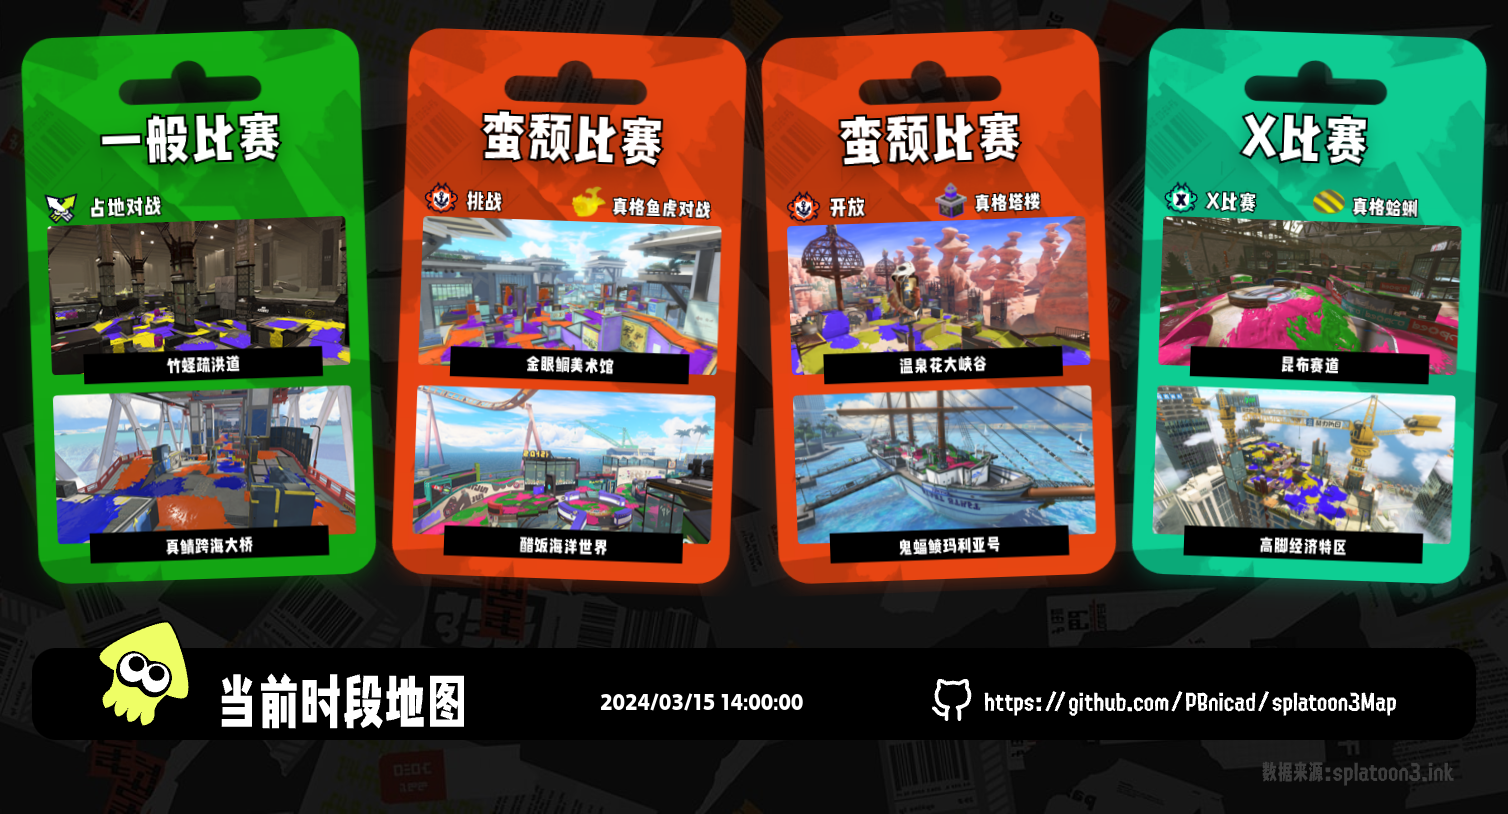 一般比赛
占地对战
竹蛏疏洪道
真鲭跨海大桥
蛮颓比赛
挑战
真格鱼虎对战
金眼鲷美术馆
醋饭海洋世界
蛮颓比赛
开放
真格塔楼
温泉花大峡谷
鬼蝠鲼玛利亚号
X比赛
X比赛
真格蛤蜊
昆布赛道
高脚经济特区
当前时段地图
2024/03/15 14:00:00
https://github.com/PBnicad/splatoon3Map
数据来源:splatoon3.ink